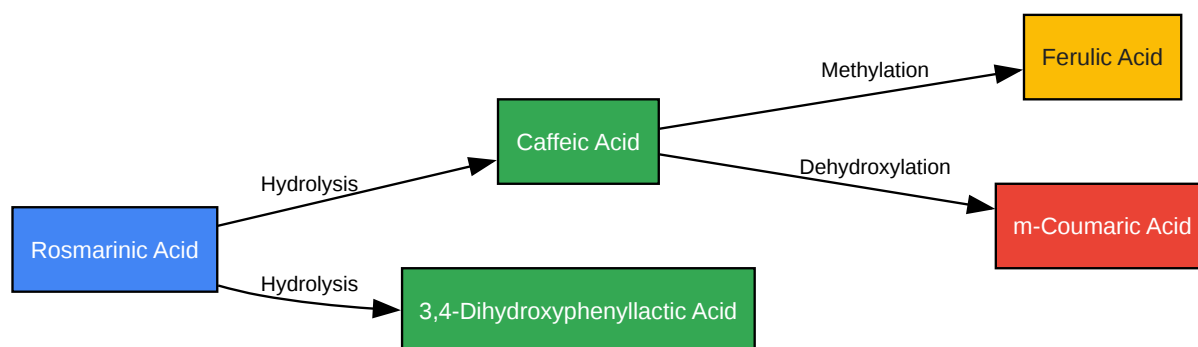 Ferulic Acid
Methylation
Caffeic Acid
Dehydroxylation
Hydrolysis
m-Coumaric Acid
Rosmarinic Acid
Hydrolysis
3,4-Dihydroxyphenyllactic Acid